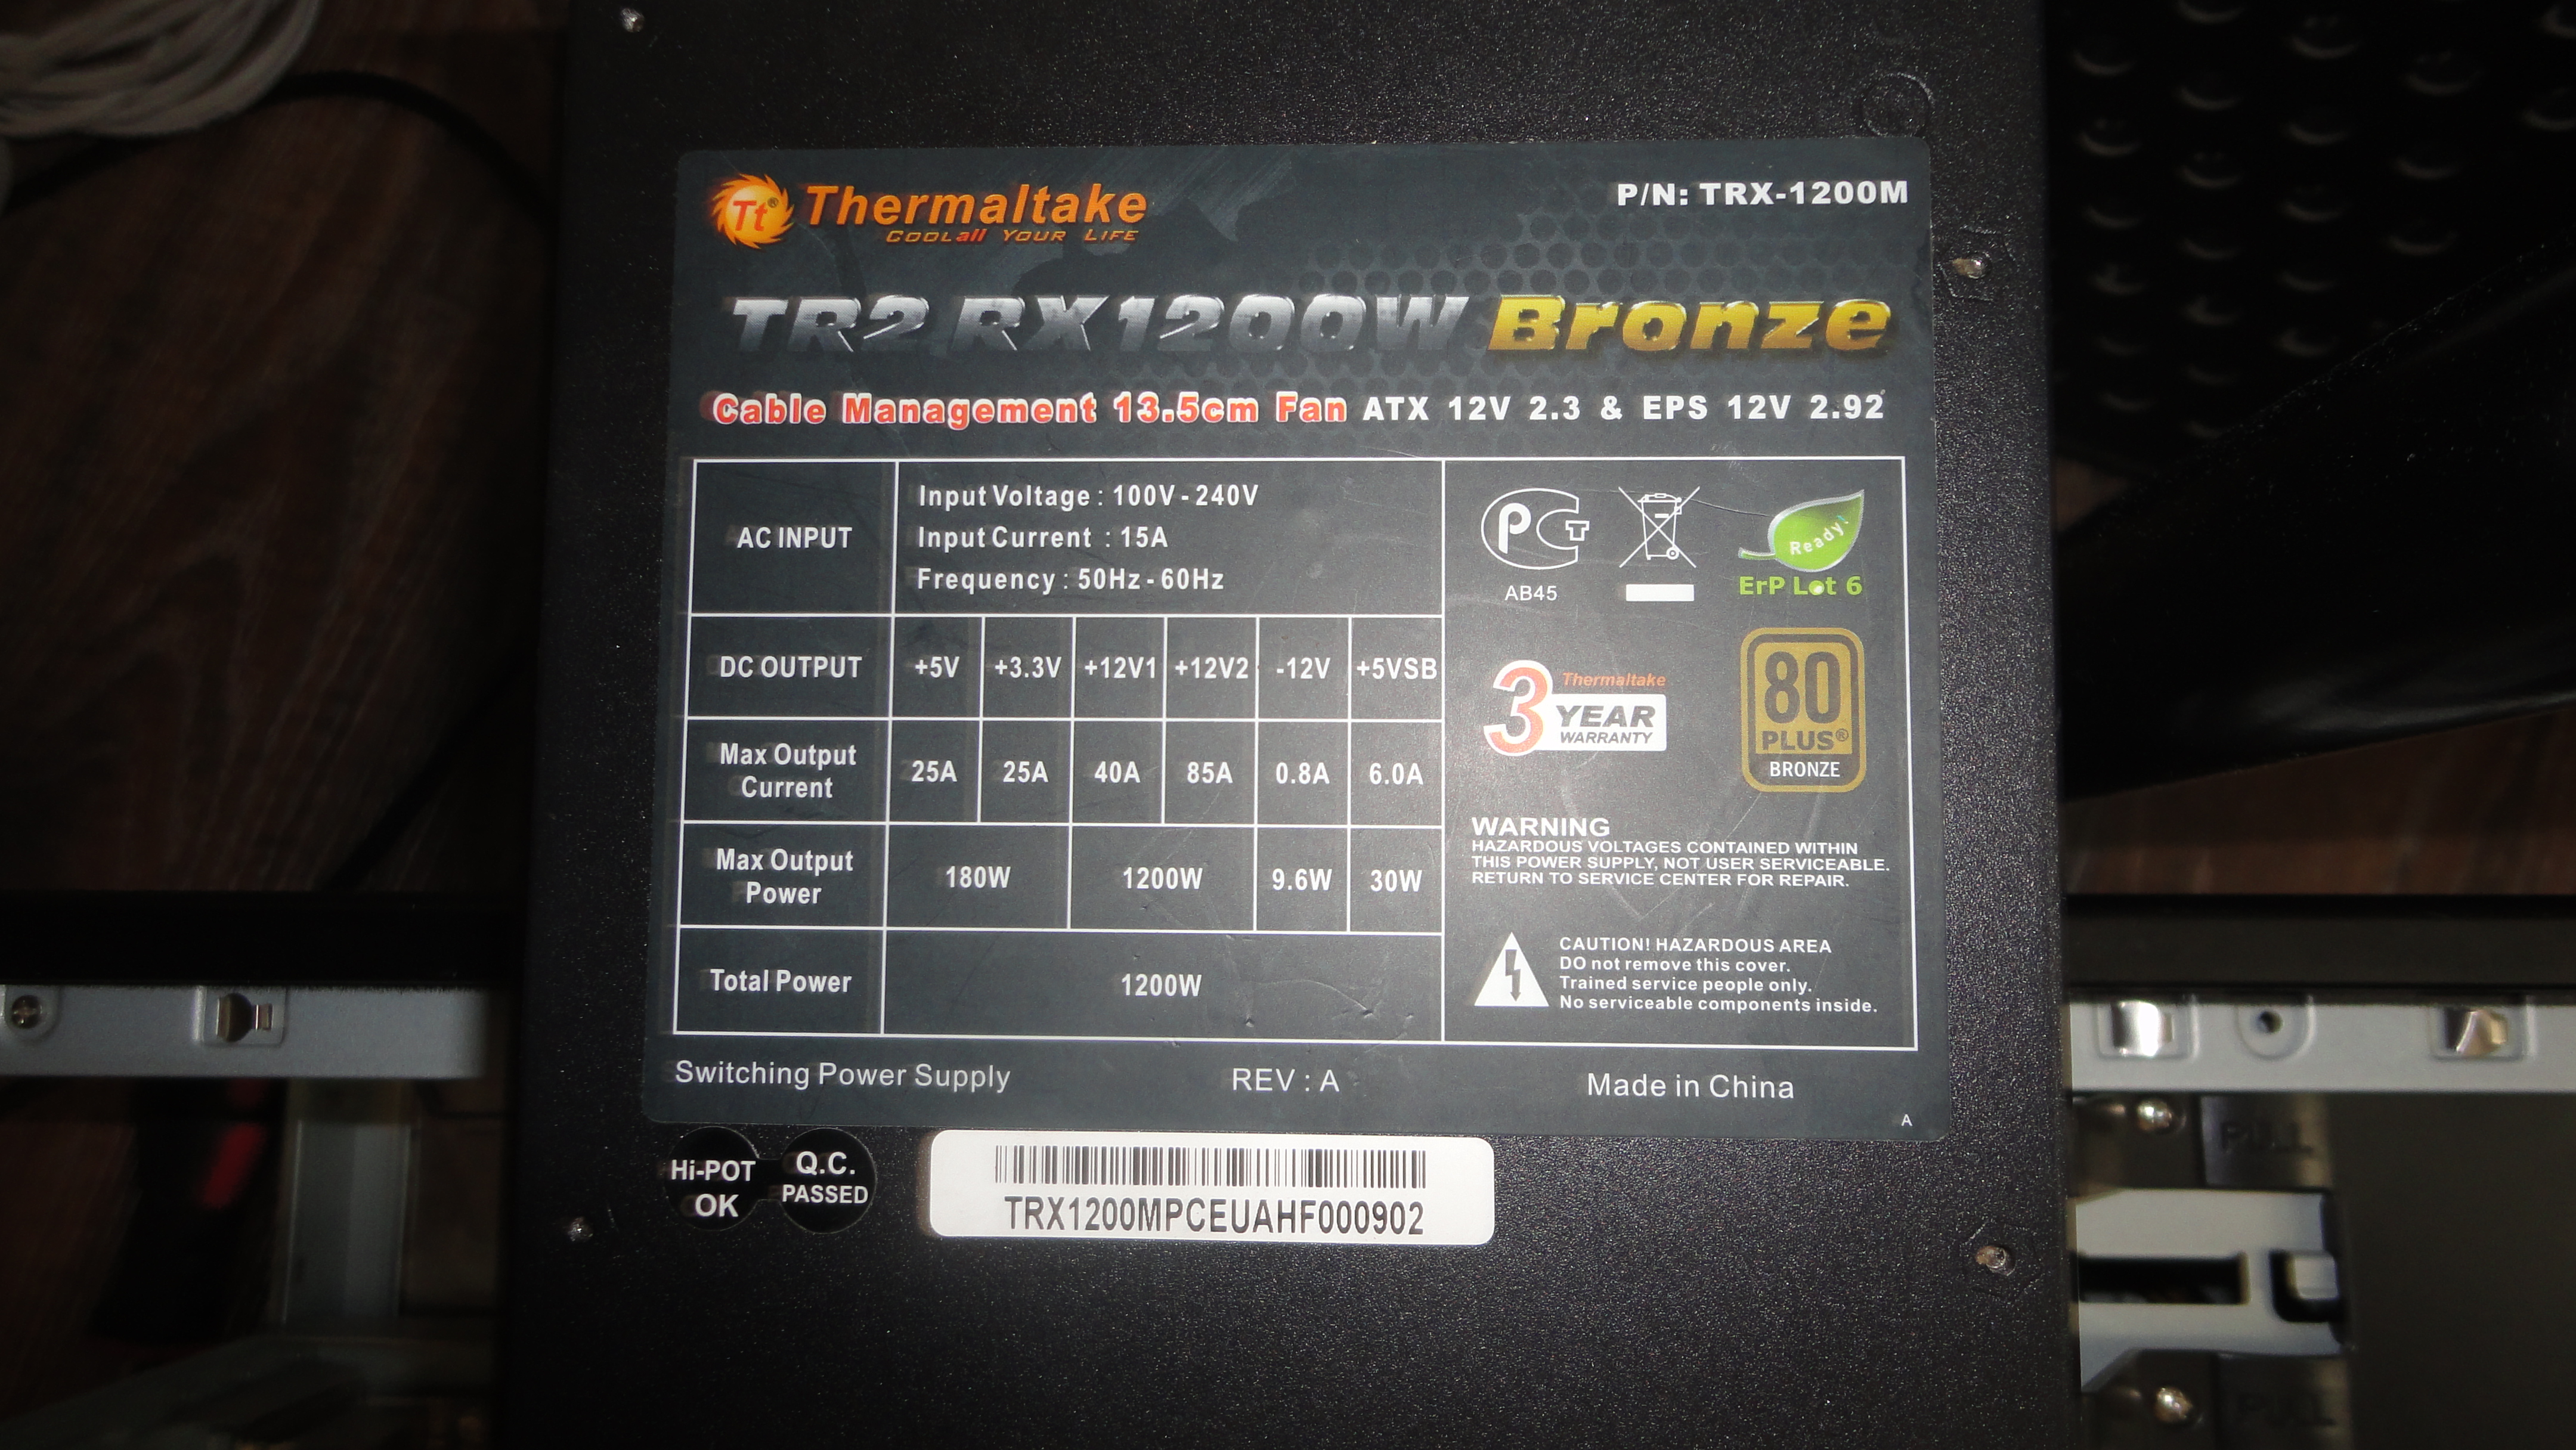 Tt® Thermaltake
COOLall YOUR LIFE
P/N: TRX-1200M
TR2 RX1200W Bronze
Cable Management 13.5cm Fan ATX 12V 2.3 & EPS 12V 2.92
AC INPUT
Input Voltage : 100V - 240V
Input Current : 15A
Frequency : 50Hz - 60Hz
DC OUTPUT +5V +3.3V +12V1 +12V2 -12V +5VSB
Max Output Current 25A 25A 40A 85A 0.8A 6.0A
Max Output Power 180W 1200W 9.6W 30W
Total Power 1200W
PCT
AB45
Ready!
ErP Lot 6
3 Thermaltake
YEAR
WARRANTY
80
PLUS®
BRONZE
WARNING
HAZARDOUS VOLTAGES CONTAINED WITHIN
THIS POWER SUPPLY, NOT USER SERVICEABLE.
RETURN TO SERVICE CENTER FOR REPAIR.
CAUTION! HAZARDOUS AREA
DO not remove this cover.
Trained service people only.
No serviceable components inside.
Switching Power Supply REV : A Made in China
A
Hi-POT
OK
Q.C.
PASSED
TRX1200MPCEUAHF000902
PULL
PULL